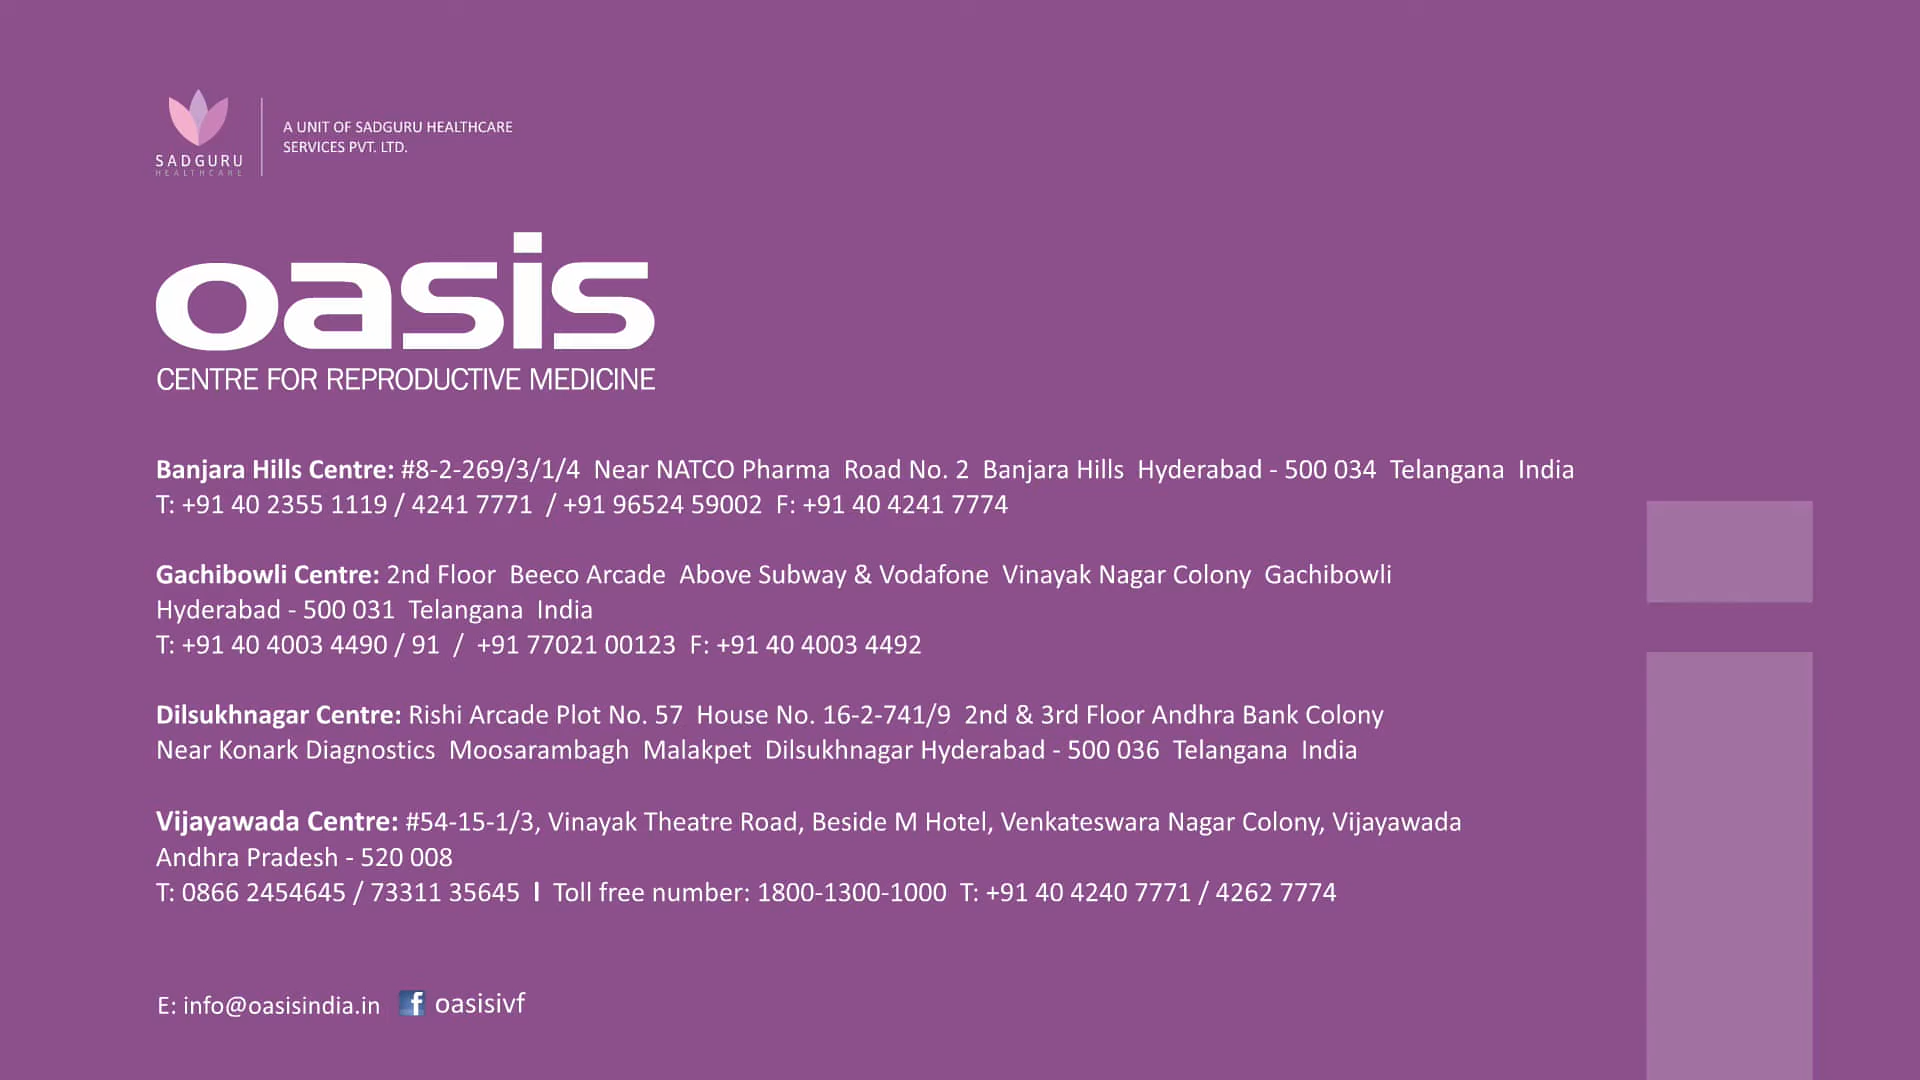 A UNIT OF SADGURU HEALTHCARE
SERVICES PVT. LTD.
SADGURU
HEALTHCARE
oasis
CENTRE FOR REPRODUCTIVE MEDICINE
Banjara Hills Centre: #8-2-269/3/1/4 Near NATCO Pharma Road No. 2 Banjara Hills Hyderabad - 500 034 Telangana India
T: +91 40 2355 1119 / 4241 7771 / +91 96524 59002 F: +91 40 4241 7774
Gachibowli Centre: 2nd Floor Beeco Arcade Above Subway & Vodafone Vinayak Nagar Colony Gachibowli
Hyderabad - 500 031 Telangana India
T: +91 40 4003 4490 / 91 / +91 77021 00123 F: +91 40 4003 4492
Dilsukhnagar Centre: Rishi Arcade Plot No. 57 House No. 16-2-741/9 2nd & 3rd Floor Andhra Bank Colony
Near Konark Diagnostics Moosarambagh Malakpet Dilsukhnagar Hyderabad - 500 036 Telangana India
Vijayawada Centre: #54-15-1/3, Vinayak Theatre Road, Beside M Hotel, Venkateswara Nagar Colony, Vijayawada
Andhra Pradesh - 520 008
T: 0866 2454645 / 73311 35645 l Toll free number: 1800-1300-1000 T: +91 40 4240 7771 / 4262 7774
E: info@oasisindia.in f oasisivf